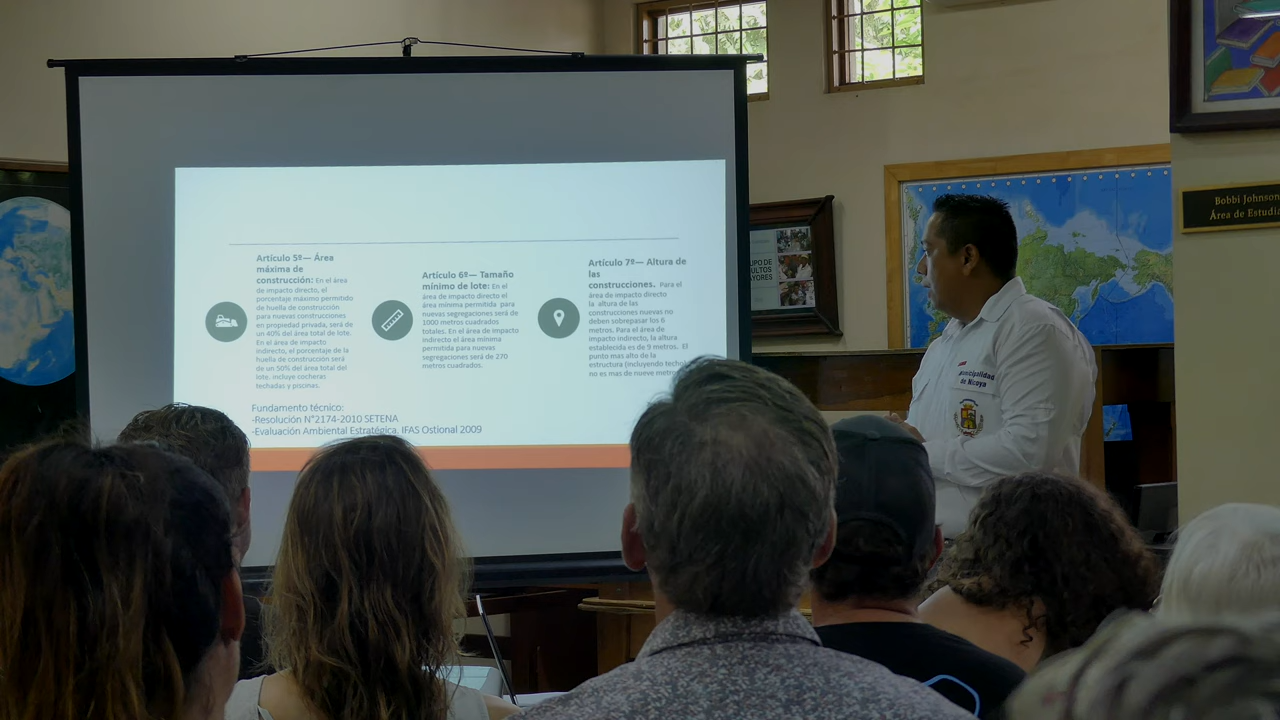 Artículo 5º— Área
máxima de
construcción: En el área
de impacto directo, el
porcentaje máximo permitido
de huella de construcción
para nuevas construcciones
en propiedad privada, será de
un 40% del área total de lote.
En el área de impacto
indirecto, el porcentaje de la
huella de construcción será
de un 50% del área total del
lote, incluye cocheras
techadas y piscinas.
Artículo 6º— Tamaño
mínimo de lote: En el
área de impacto directo el
área mínima permitida para
nuevas segregaciones será de
1000 metros cuadrados
totales. En el área de impacto
indirecto el área mínima
permitida para nuevas
segregaciones será de 270
metros cuadrados.
Artículo 7º— Altura de
las
construcciones. Para el
área de impacto directo
la altura de las
construcciones nuevas no
deben sobrepasar los 6
metros. Para el área de
impacto indirecto, la altura
establecida es de 9 metros. El
punto mas alto de la
estructura (incluyendo techo)
no es mas de nueve metros
Fundamento técnico:
-Resolución N°2174-2010 SETENA
-Evaluación Ambiental Estratégica. IFAS Ostional 2009
UPO DE
ULTOS
AYORES
Municipalidad
de Nicoya
Bobbi Johnson
Área de Estudi